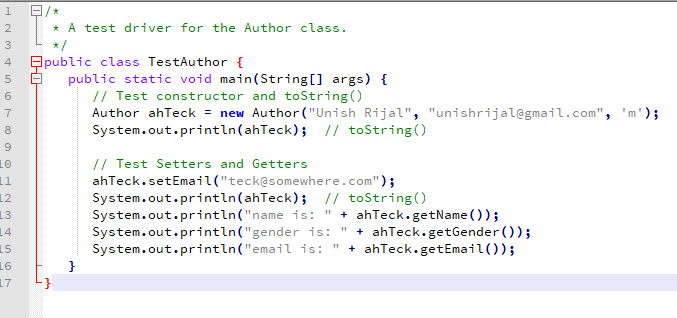 1 /*
2  * A test driver for the Author class.
3  */
4 public class TestAuthor {
5    public static void main(String[] args) {
6       // Test constructor and toString()
7       Author ahTeck = new Author("Unish Rijal", "unishrijal@gmail.com", 'm');
8       System.out.println(ahTeck);  // toString()
9
10
11       // Test Setters and Getters
11       ahTeck.setEmail("teck@somewhere.com");
12       System.out.println(ahTeck);  // toString()
13       System.out.println("name is: " + ahTeck.getName());
14       System.out.println("gender is: " + ahTeck.getGender());
15       System.out.println("email is: " + ahTeck.getEmail());
16    }
17 }